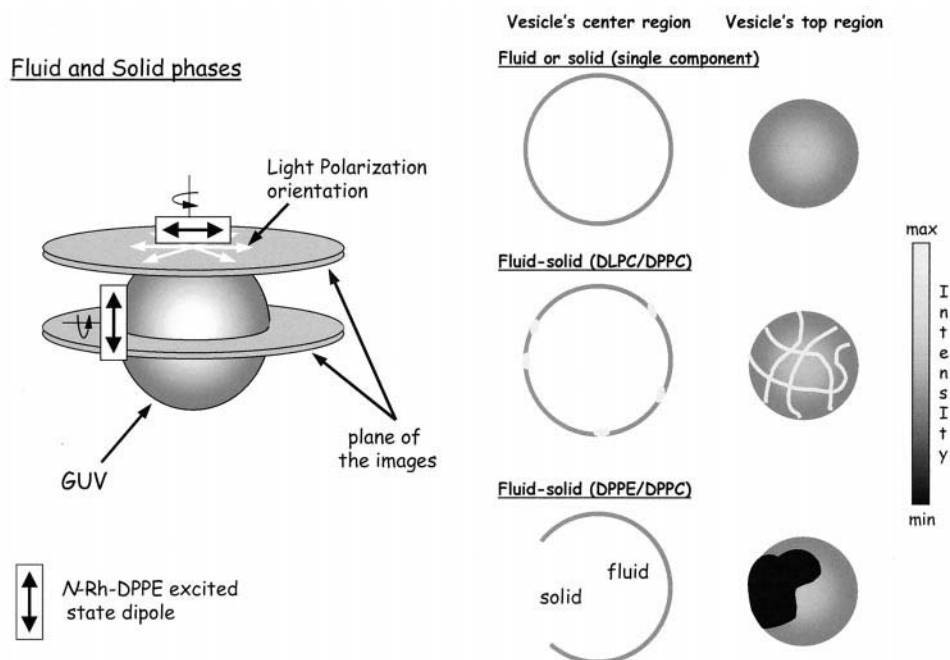 Fluid and Solid phases
Light Polarization
orientation
plane of
the images
GUV
N-Rh-DPPE excited
state dipole
Vesicle's center region
Vesicle's top region
Fluid or solid (single component)
Fluid-solid (DLPC/DPPC)
Fluid-solid (DPPE/DPPC)
fluid
solid
max
IntensIty
min